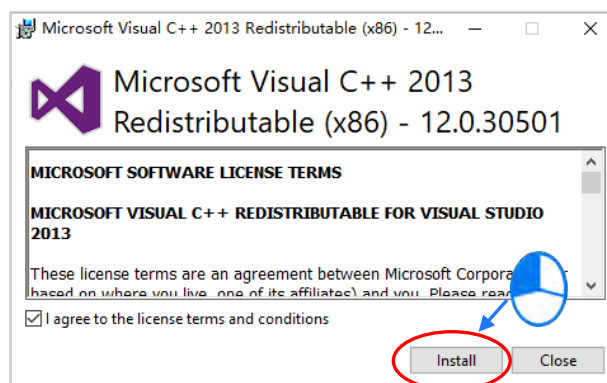 Microsoft Visual C++ 2013 Redistributable (x86) - 12...
Microsoft Visual C++ 2013
Redistributable (x86) - 12.0.30501
MICROSOFT SOFTWARE LICENSE TERMS
MICROSOFT VISUAL C++ REDISTRIBUTABLE FOR VISUAL STUDIO
2013
These license terms are an agreement between Microsoft
based on where you live, one of its affiliates) and you. Please
I agree to the license terms and conditions
Install
Close